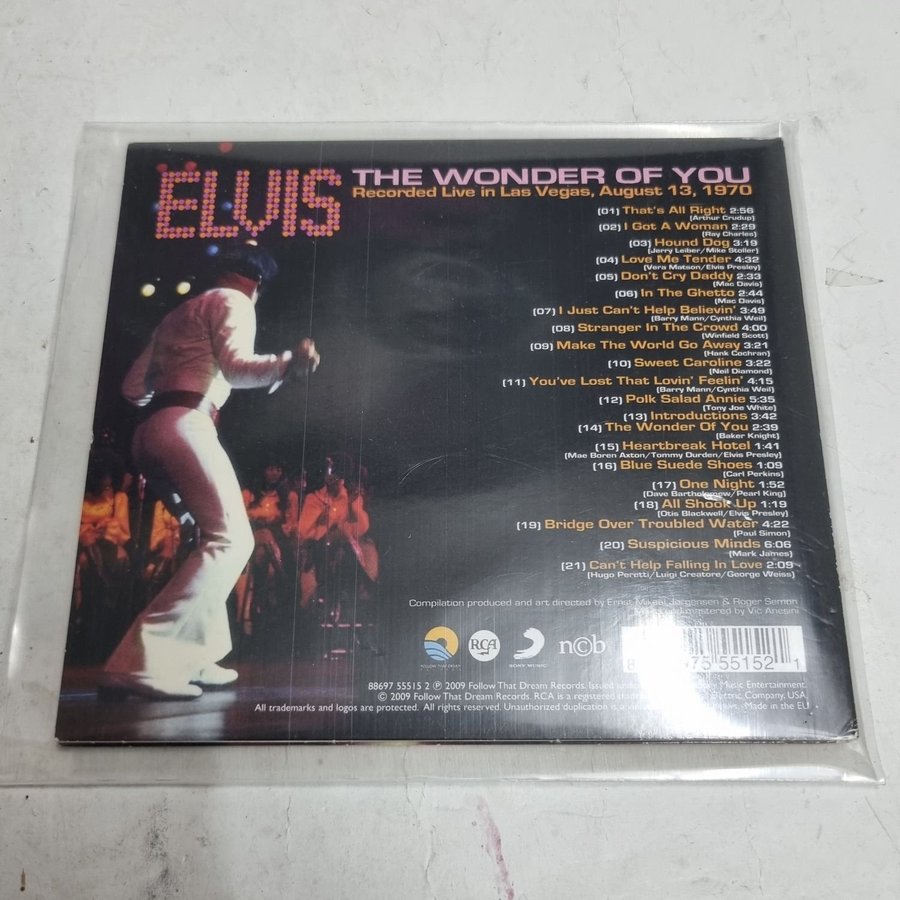 ELVIS
THE WONDER OF YOU
Recorded Live in Las Vegas, August 13, 1970
(01) That's All Right 2:56
(Arthur Crudup)
(02) I Got A Woman 2:29
(Ray Charles)
(03) Hound Dog 3:19
(Jerry Leiber/Mike Stoller)
(04) Love Me Tender 4:32
(Vera Matson/Elvis Presley)
(05) Don't Cry Daddy 2:33
(Mac Davis)
(06) In The Ghetto 2:44
(Mac Davis)
(07) I Just Can't Help Believin' 3:49
(Barry Mann/Cynthia Weil)
(08) Stranger In The Crowd 4:00
(Winfield Scott)
(09) Make The World Go Away 3:21
(Hank Cochran)
(10) Sweet Caroline 3:22
(Neil Diamond)
(11) You've Lost That Lovin' Feelin' 4:15
(Barry Mann/Cynthia Weil)
(12) Polk Salad Annie 5:35
(Tony Joe White)
(13) Introductions 3:42
(14) The Wonder Of You 2:39
(Baker Knight)
(15) Heartbreak Hotel 1:41
(Mae Boren Axton/Tommy Durden/Elvis Presley)
(16) Blue Suede Shoes 1:09
(Carl Perkins)
(17) One Night 1:52
(Dave Bartholomew/Pearl King)
(18) All Shook Up 1:19
(Otis Blackwell/Elvis Presley)
(19) Bridge Over Troubled Water 4:22
(Paul Simon)
(20) Suspicious Minds 6:06
(Mark James)
(21) Can't Help Falling In Love 2:09
(Hugo Peretti/Luigi Creatore/George Weiss)
Compilation produced and art directed by Ernst Mikael Jørgensen & Roger Semon
mastered by Vic Anesini
FOLLOW THAT DREAM
RCA
SONY MUSIC
n©b
8 75 55152 1
88697 55515 2 ℗ 2009 Follow That Dream Records. Issued Music Entertainment.
© 2009 Follow That Dream Records. RCA is a registered Electric Company, USA.
All trademarks and logos are protected. All rights reserved. Unauthorized duplication is a Made in the EU